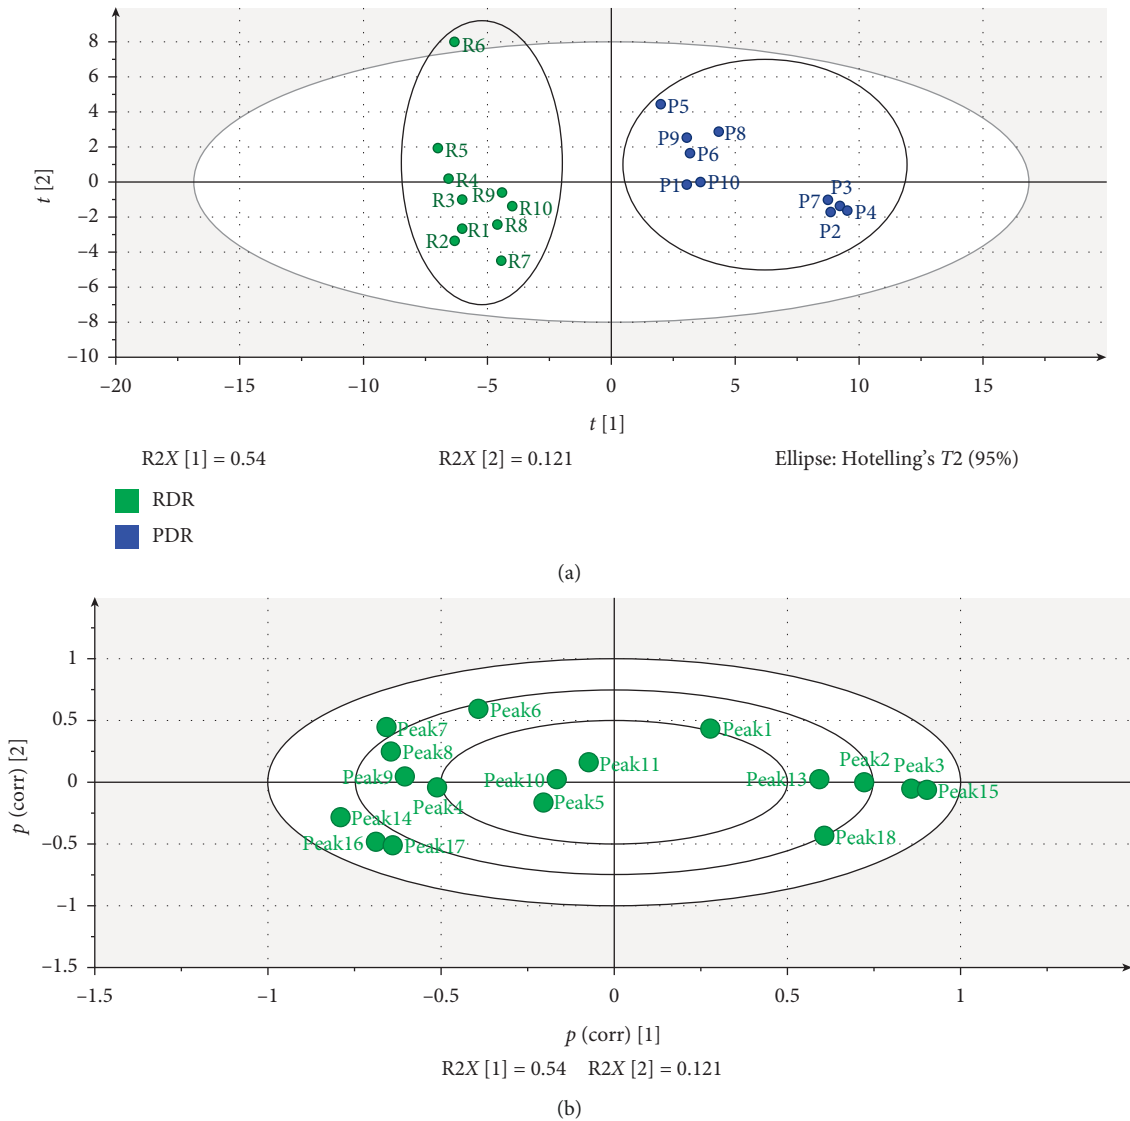 8
6
4
2
0
–2
–4
–6
–8
–10
t [2]
R6
R5
R4
R3
R9
R10
R1
R8
R2
R7
P5
P9
P8
P6
P1
P10
P3
P7
P4
P2
–20
–15
–10
–5
0
5
10
15
t [1]
R2X [1] = 0.54
R2X [2] = 0.121
Ellipse: Hotelling's T2 (95%)
RDR
PDR
(a)
1
0.5
0
–0.5
–1
–1.5
p (corr) [2]
Peak6
Peak7
Peak1
Peak8
Peak11
Peak2
Peak3
Peak9
Peak10
Peak13
Peak15
Peak4
Peak5
Peak14
Peak18
Peak16
Peak17
–1.5
–1
–0.5
0
0.5
1
p (corr) [1]
R2X [1] = 0.54 R2X [2] = 0.121
(b)